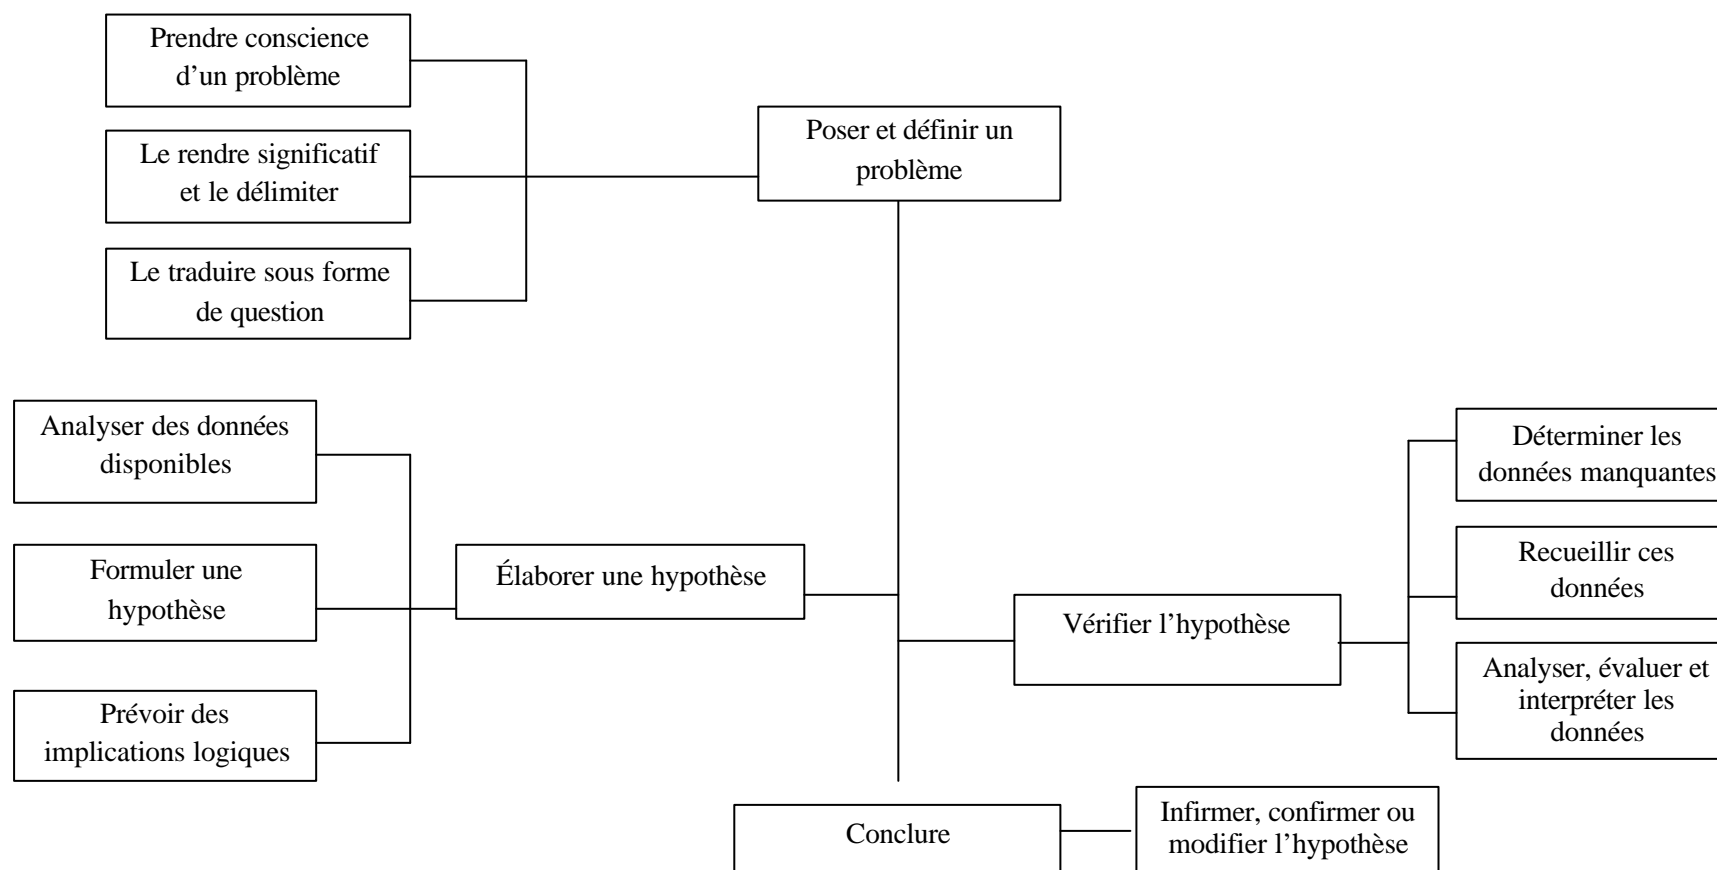 Prendre conscience
d’un problème
Poser et définir un
problème
Le rendre significatif
et le délimiter
Le traduire sous forme
de question
Analyser des données
disponibles
Formuler une
hypothèse
Prévoir des
implications logiques
Élaborer une hypothèse
Vérifier l’hypothèse
Déterminer les
données manquantes
Recueillir ces
données
Analyser, évaluer et
interpréter les
données
Conclure
Infirmer, confirmer ou
modifier l’hypothèse